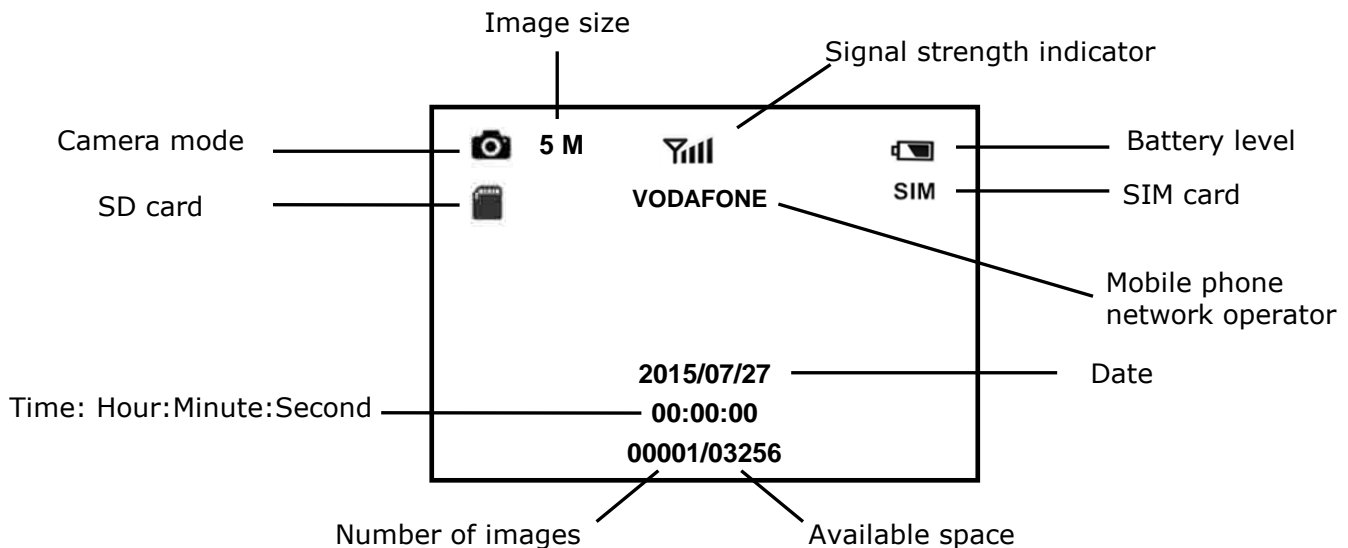 Image size
Signal strength indicator
Camera mode
5 M
Battery level
SD card
VODAFONE
SIM
SIM card
Mobile phone
network operator
2015/07/27
Date
Time: Hour:Minute:Second
00:00:00
00001/03256
Number of images
Available space